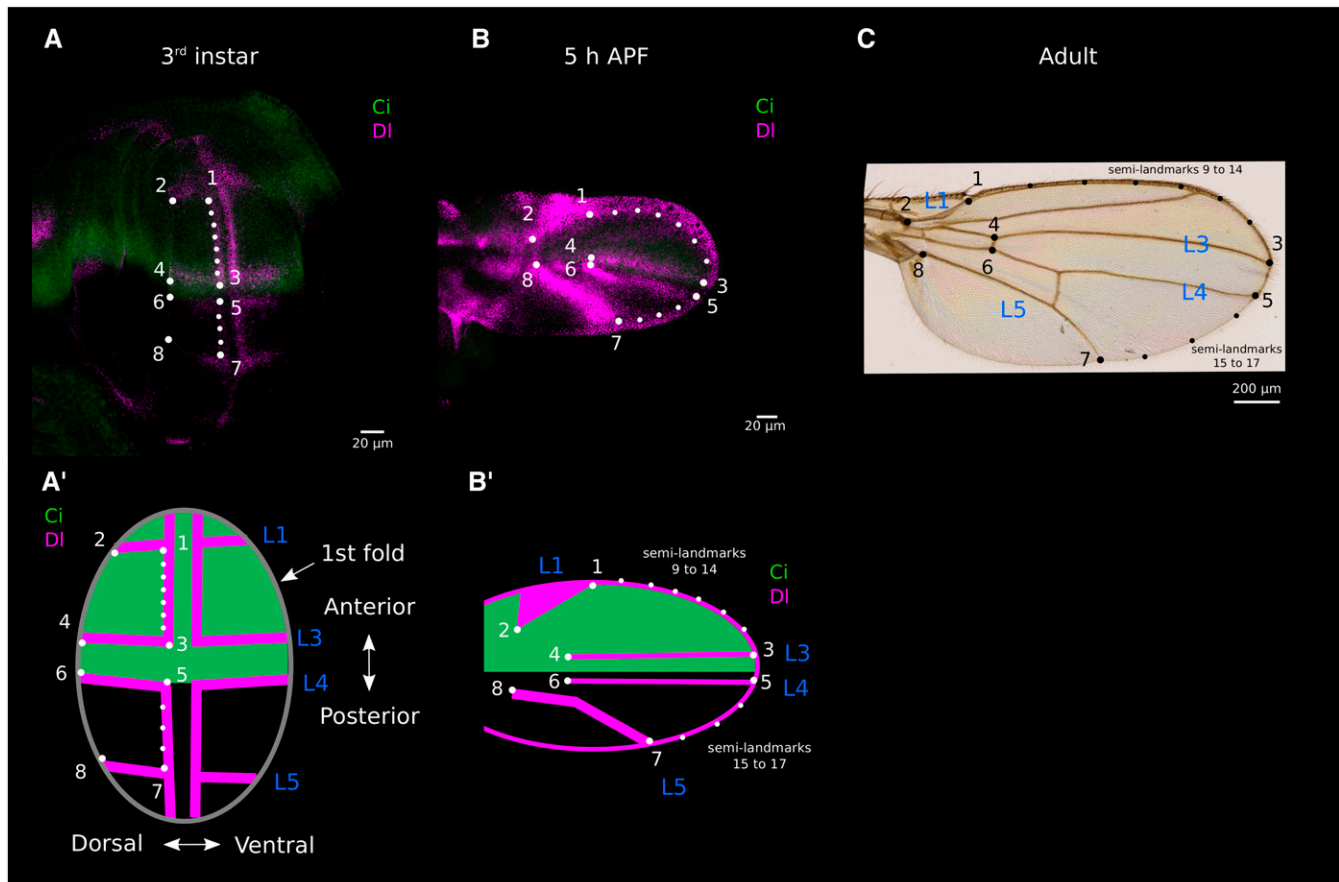 A
3rd instar
Ci
Dl
2
1
4
3
6
5
8
7
20 µm
B
5 h APF
Ci
Dl
1
2
4
6
8
3
5
7
20 µm
C
Adult
semi-landmarks 9 to 14
1
L1
2
4
L3
3
6
8
L4
5
L5
semi-landmarks
15 to 17
7
200 µm
A'
Ci
Dl
2
1
L1
1st fold
Anterior
4
3
L3
6
5
L4
Posterior
8
7
L5
Dorsal
Ventral
B'
L1
1
semi-landmarks
9 to 14
Ci
Dl
2
4
3
L3
6
5
L4
8
7
semi-landmarks
15 to 17
L5